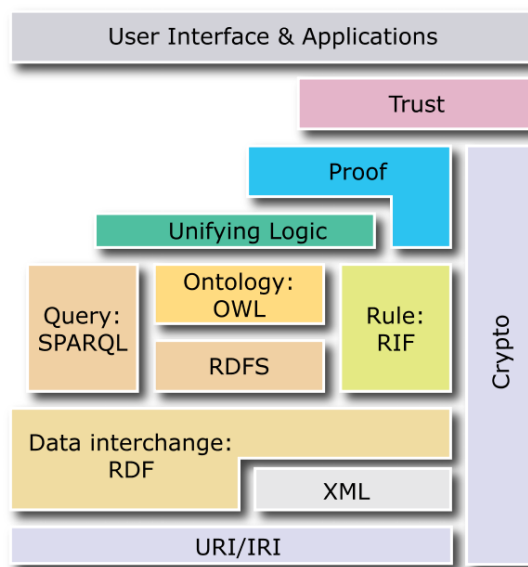 User Interface & Applications
Trust
Proof
Unifying Logic
Query:
SPARQL
Ontology:
OWL
RDFS
Rule:
RIF
Crypto
Data interchange:
RDF
XML
URI/IRI